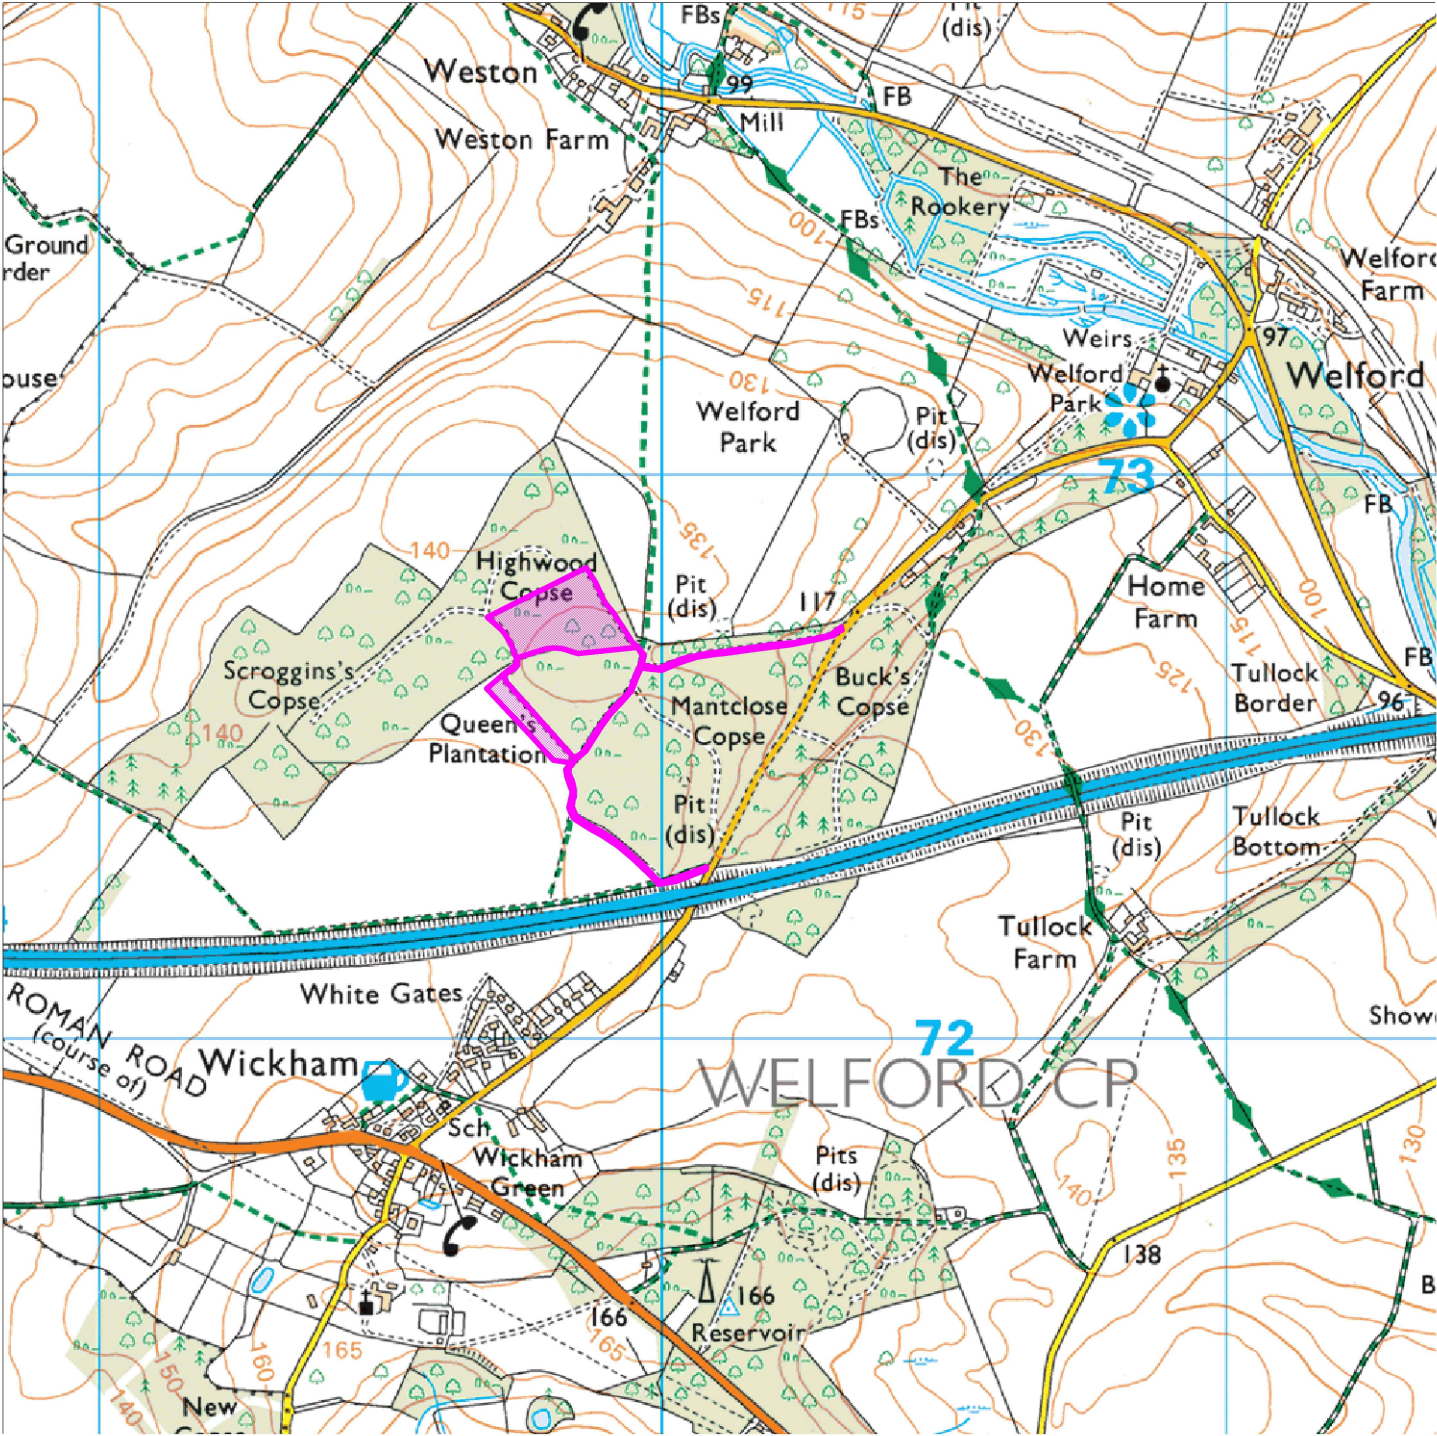 FBs
115
Pit
(dis)
Weston
99
FB
Mill
Weston Farm
The
Rookery
100
FBs
Ground
rder
Welford
Farm
115
Weirs
97
ouse
130
Welford
Park
Welford
Welford
Park
Pit
(dis)
73
FB
135
140
Highwood
Copse
Pit
(dis)
117
Home
Farm
100
115
Scroggin's
Copse
Buck's
Copse
125
Tullock
Border
FB
Mantclose
Copse
96
140
Queen's
Plantation
130
Pit
(dis)
Pit
(dis)
Tullock
Bottom
Tullock
Farm
White Gates
ROMAN ROAD
(course of)
Show
72
Wickham
WELFORD CP
Sch
Wickham
Green
Pits
(dis)
135
130
140
138
166
166
Reservoir
165
165
160
150
140
New
B